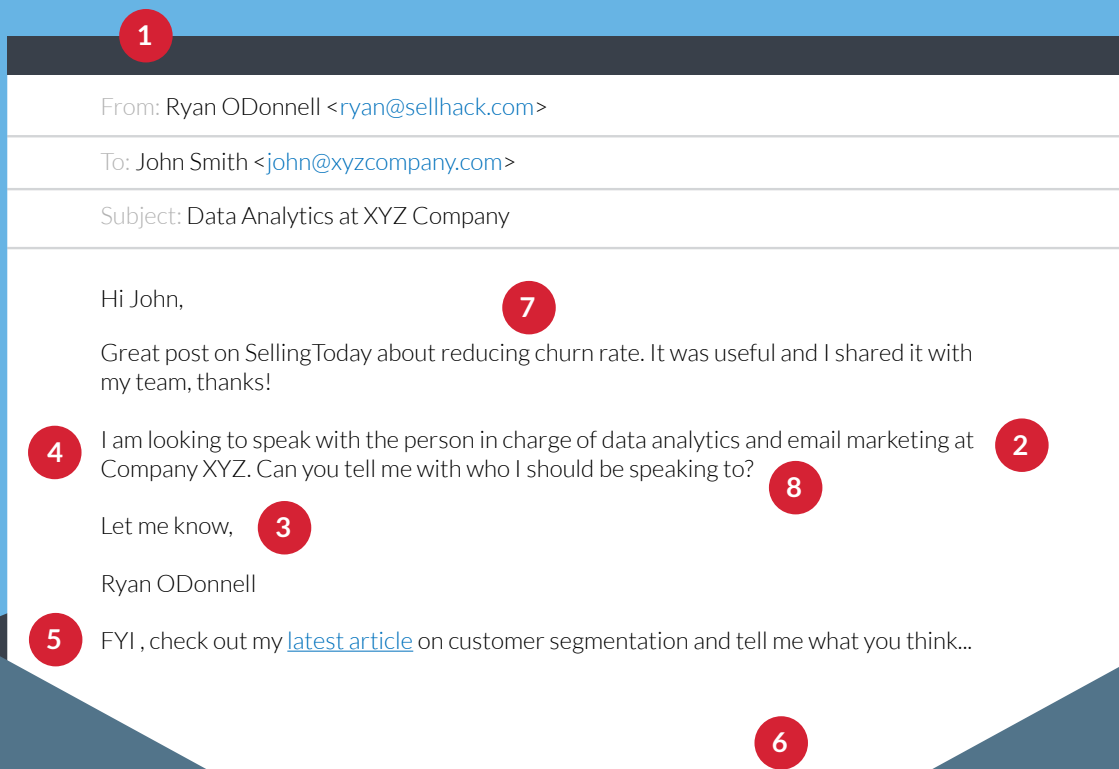 1
From: Ryan ODonnell <ryan@sellhack.com>
To: John Smith <john@xyzcompany.com>
Subject: Data Analytics at XYZ Company
Hi John,
7
Great post on SellingToday about reducing churn rate. It was useful and I shared it with
my team, thanks!
4
I am looking to speak with the person in charge of data analytics and email marketing at
2
Company XYZ. Can you tell me with who I should be speaking to?
8
Let me know,
3
Ryan ODonnell
5
FYI , check out my latest article on customer segmentation and tell me what you think...
6